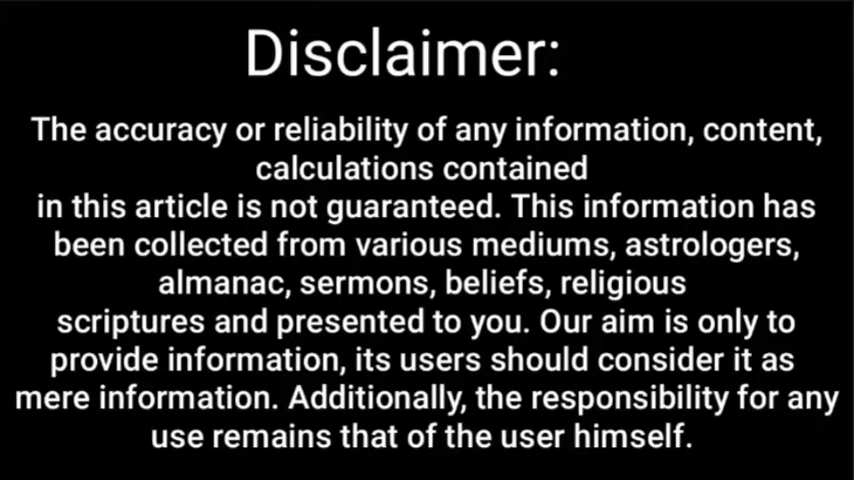 Disclaimer:
The accuracy or reliability of any information, content,
calculations contained
in this article is not guaranteed. This information has
been collected from various mediums, astrologers,
almanac, sermons, beliefs, religious
scriptures and presented to you. Our aim is only to
provide information, its users should consider it as
mere information. Additionally, the responsibility for any
use remains that of the user himself.